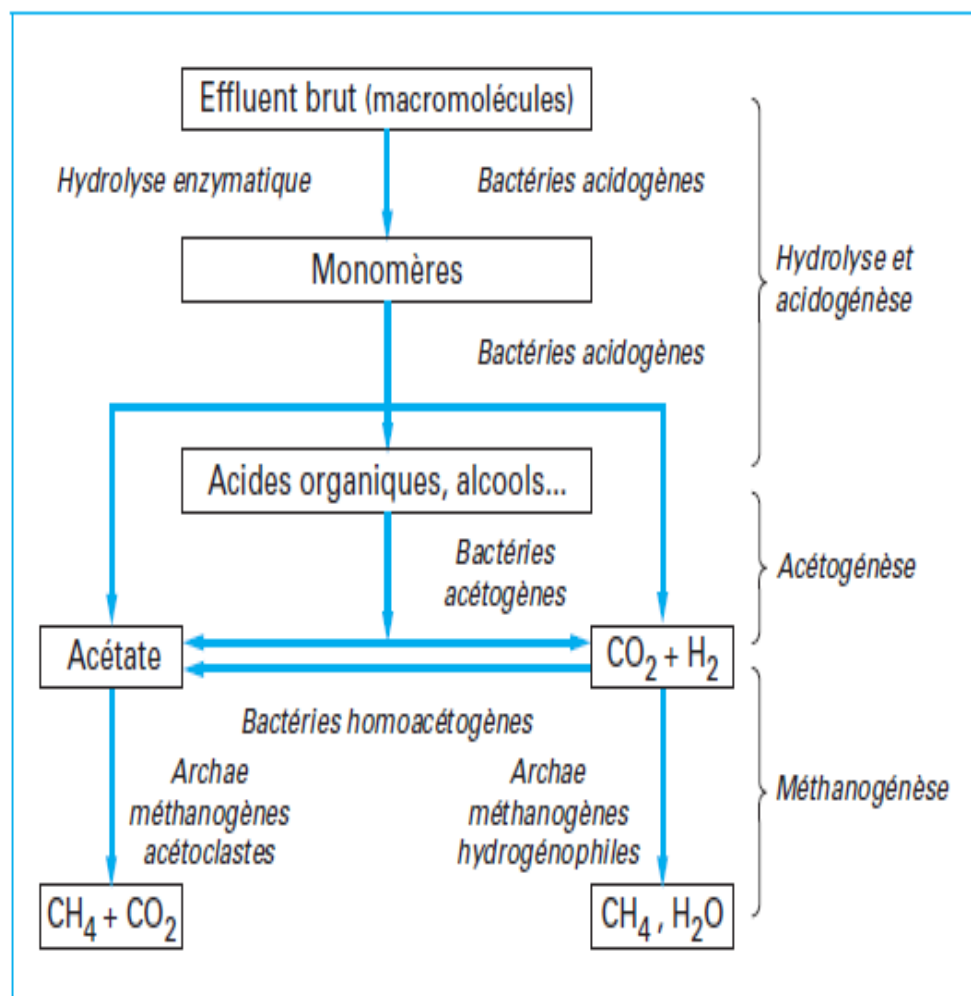 Effluent brut (macromolécules)
Hydrolyse enzymatique
Bactéries acidogènes
Monomères
Hydrolyse et
acidogénèse
Bactéries acidogènes
Acides organiques, alcools...
Bactéries
acétogènes
Acétogénèse
Acétate
CO₂ + H₂
Bactéries homoacétogènes
Archae
méthanogènes
acétoclastes
Archae
méthanogènes
hydrogénophiles
Méthanogénèse
CH₄ + CO₂
CH₄ , H₂O